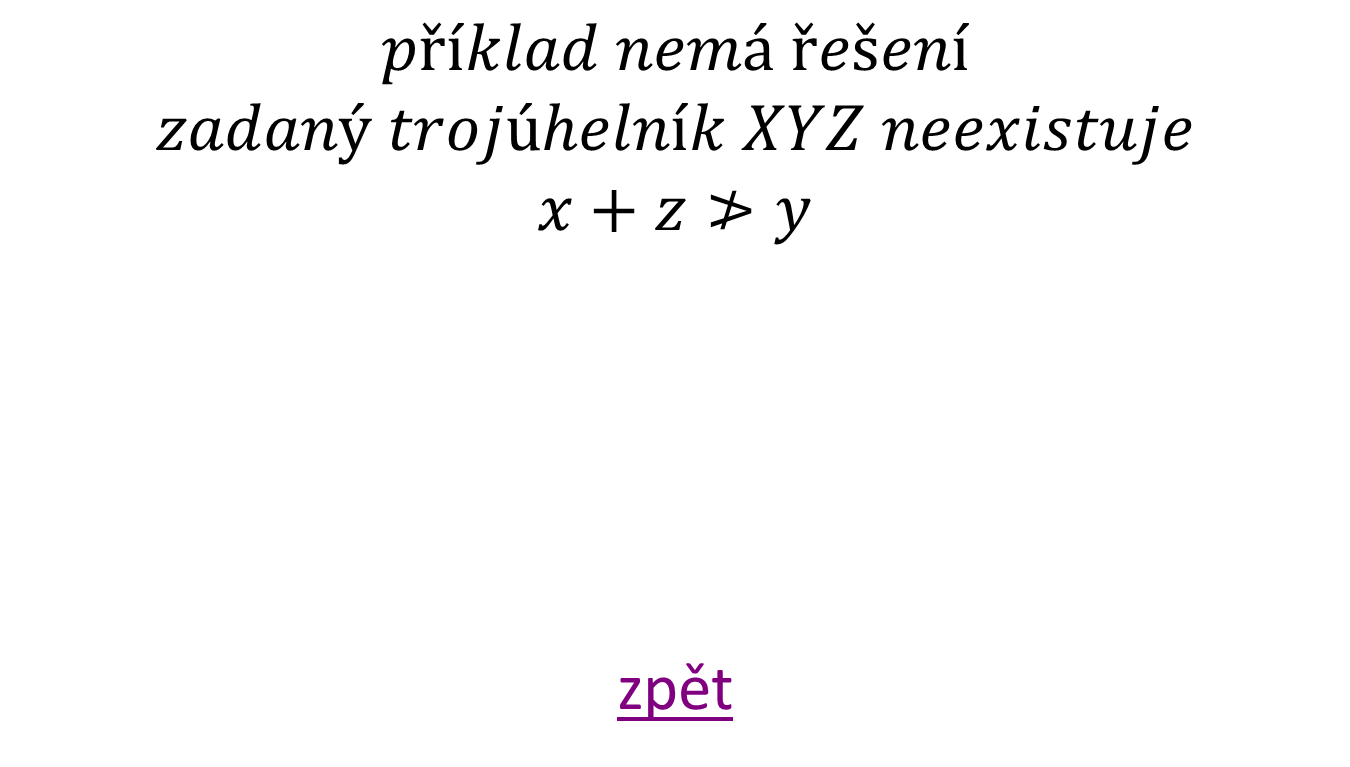 příklad nemá řešení
zadaný trojúhelník XYZ neexistuje
x + z ≯ y
zpět